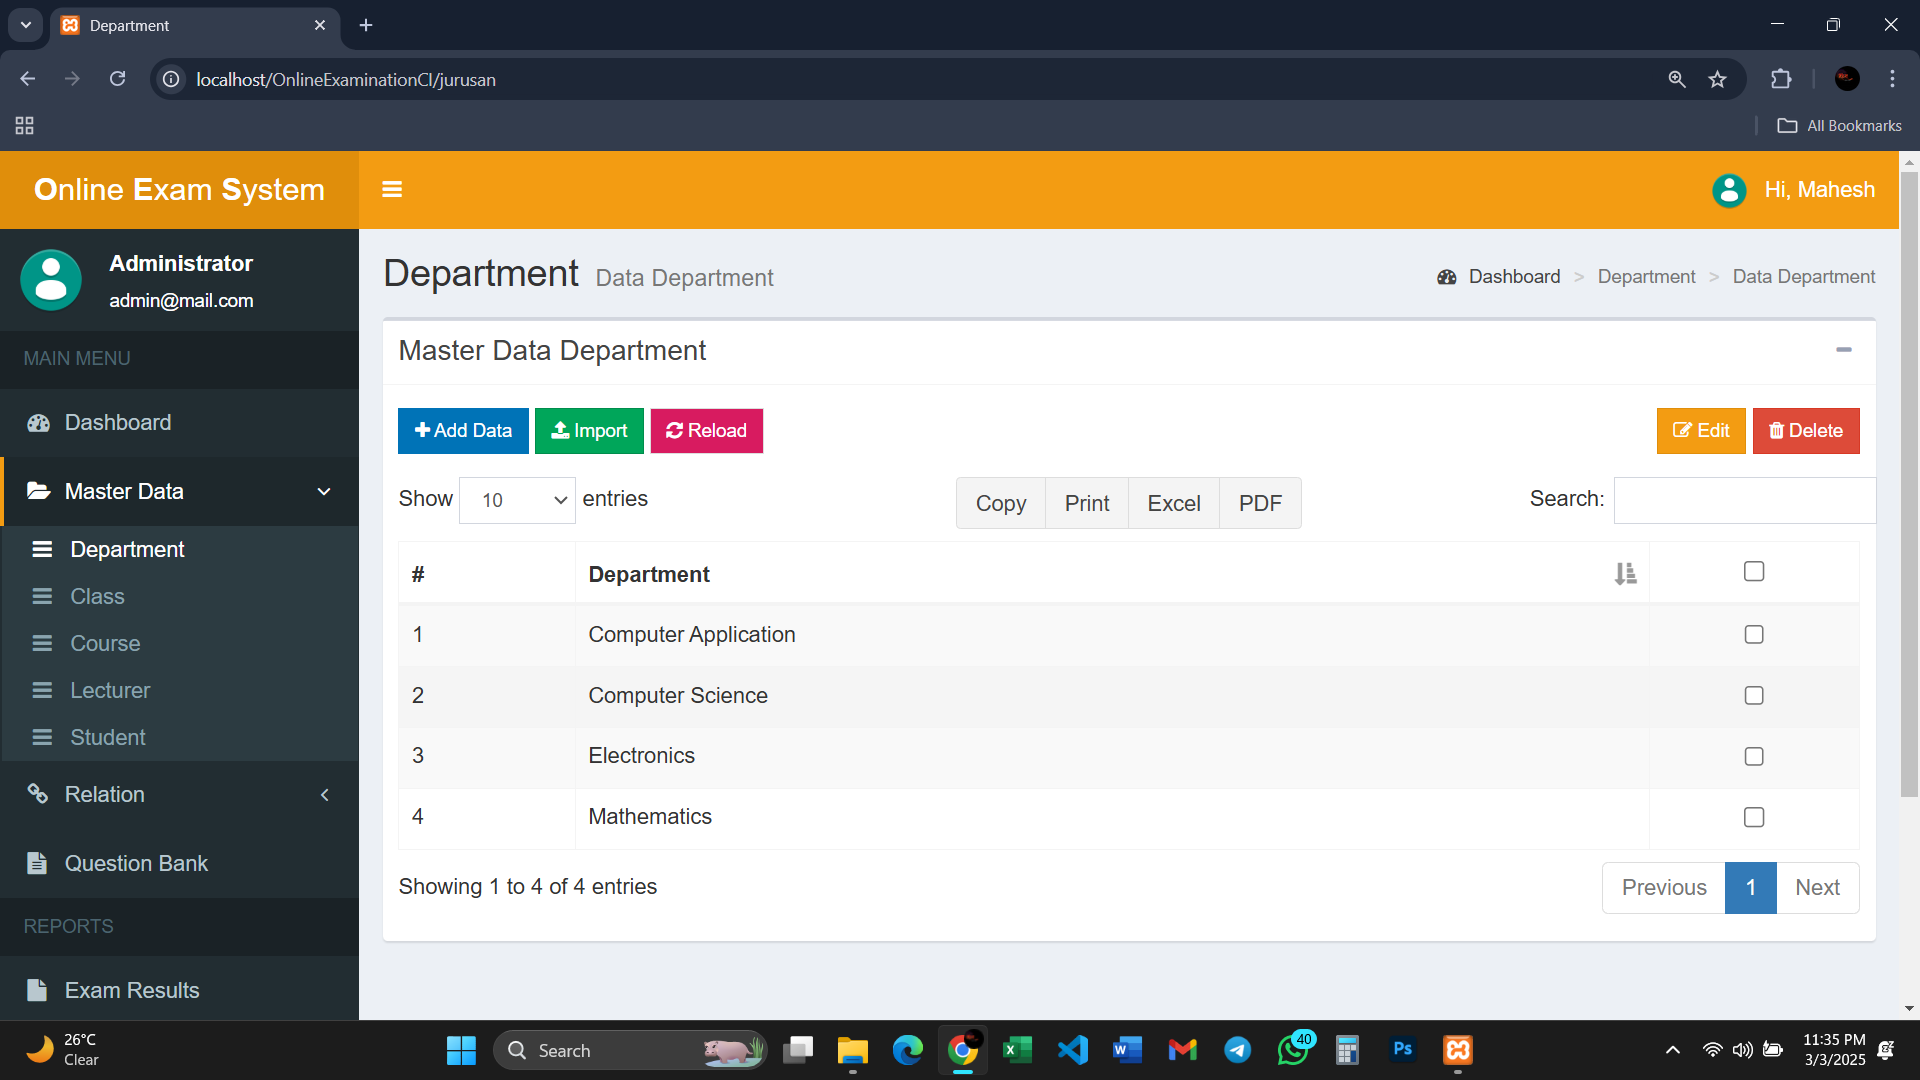 Department
localhost/OnlineExaminationCI/jurusan
All Bookmarks
Online Exam System
Hi, Mahesh
Administrator
admin@mail.com
Department Data Department
Dashboard > Department > Data Department
MAIN MENU
Master Data Department
Dashboard
Add Data Import Reload Edit Delete
Master Data
Show 10 entries
Copy Print Excel PDF
Search:
Department
Class
Course
Lecturer
Student
# Department
1 Computer Application
2 Computer Science
3 Electronics
4 Mathematics
Relation
Question Bank
Showing 1 to 4 of 4 entries
Previous 1 Next
REPORTS
Exam Results
26°C
Clear
Search
40
Ps
11:35 PM
3/3/2025